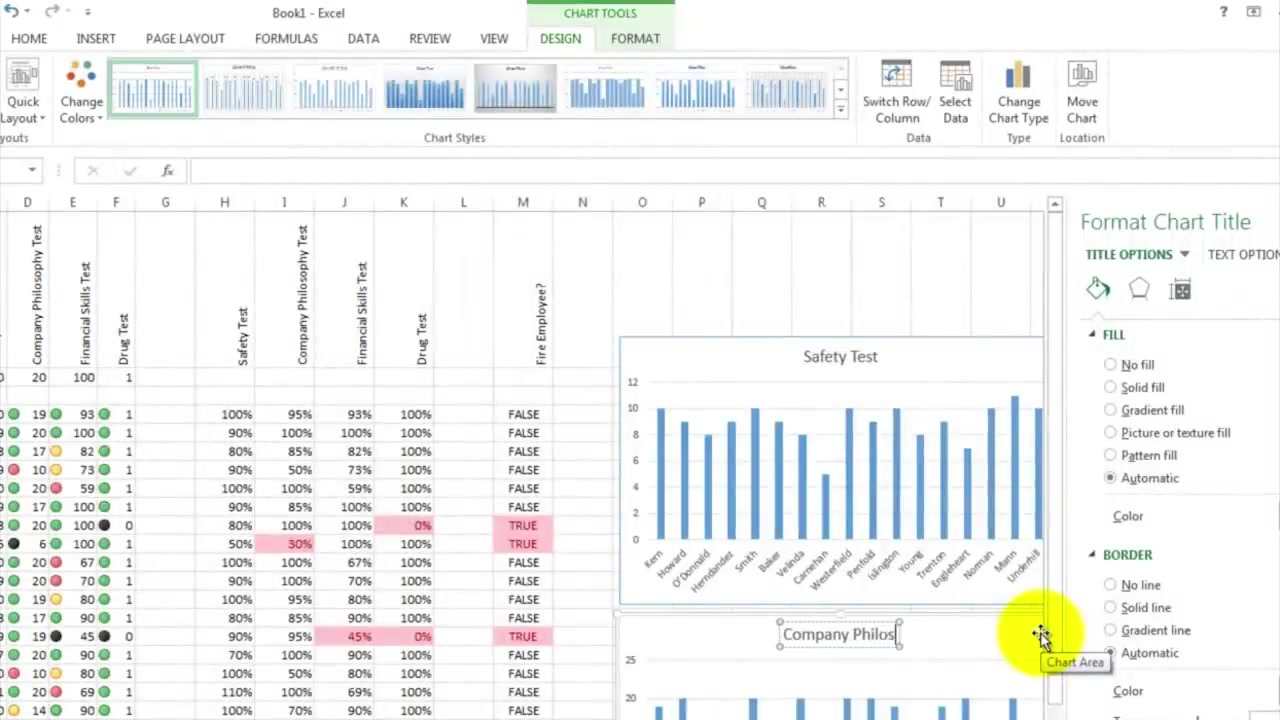 Book1 - Excel
CHART TOOLS
?
HOME INSERT PAGE LAYOUT FORMULAS DATA REVIEW VIEW DESIGN FORMAT
Quick Layout
Change Colors
Switch Row/ Column
Select Data
Change Chart Type
Move Chart
youts
Chart Styles
Data
Type
Location
fx
D E F G H I J K L M N O P Q R S T U
Company Philosophy Test
Financial Skills Test
Drug Test
Safety Test
Company Philosophy Test
Financial Skills Test
Drug Test
Fire Employee?
20 100 1
19 93 1 100% 95% 93% 100% FALSE
20 100 1 90% 100% 100% 100% FALSE
17 82 1 80% 85% 82% 100% FALSE
10 73 1 90% 50% 73% 100% FALSE
20 59 1 100% 100% 59% 100% FALSE
17 100 1 90% 85% 100% 100% FALSE
20 100 0 80% 100% 100% 0% TRUE
6 100 1 50% 30% 100% 100% TRUE
20 67 1 100% 100% 67% 100% FALSE
20 70 1 90% 100% 70% 100% FALSE
19 80 1 100% 95% 80% 100% FALSE
17 90 1 80% 85% 90% 100% FALSE
19 45 0 90% 95% 45% 0% TRUE
20 90 1 70% 100% 90% 100% FALSE
10 80 1 100% 50% 80% 100% FALSE
20 69 1 110% 100% 69% 100% FALSE
14 90 1 100% 70% 90% 100% FALSE
Safety Test
12
10
8
6
4
2
0
Kern Howard O'Donnald Hernandez Smith Baker Velinda Carnehan Westerfield Penfold Islington Young Trenton Engleheart Norman Mann Underhill
Company Philos
25
20
Chart Area
Format Chart Title
TITLE OPTIONS TEXT OPTION
FILL
No fill
Solid fill
Gradient fill
Picture or texture fill
Pattern fill
Automatic
Color
BORDER
No line
Solid line
Gradient line
Automatic
Color